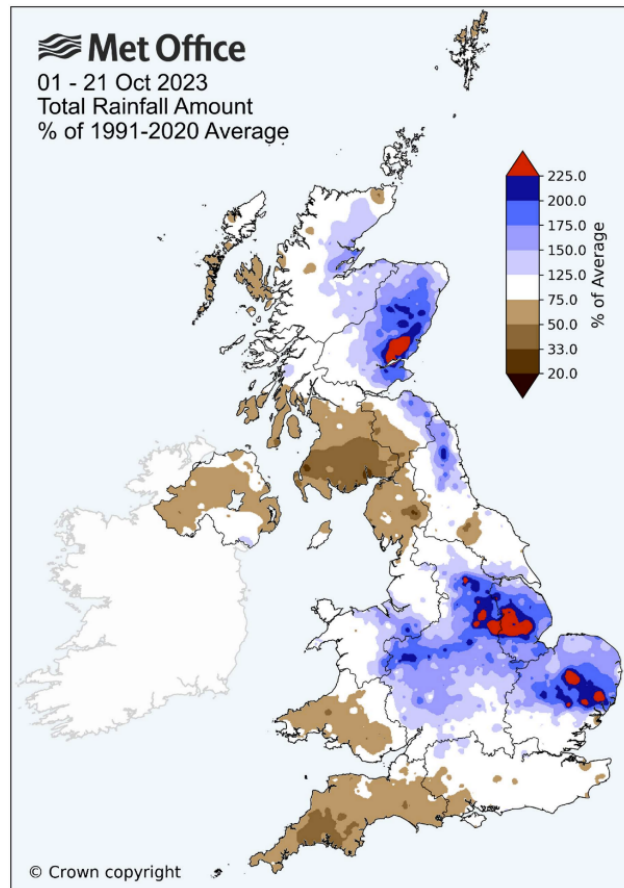 Met Office
01 - 21 Oct 2023
Total Rainfall Amount
% of 1991-2020 Average
225.0
200.0
175.0
150.0
125.0
75.0
50.0
33.0
20.0
% of Average
© Crown copyright